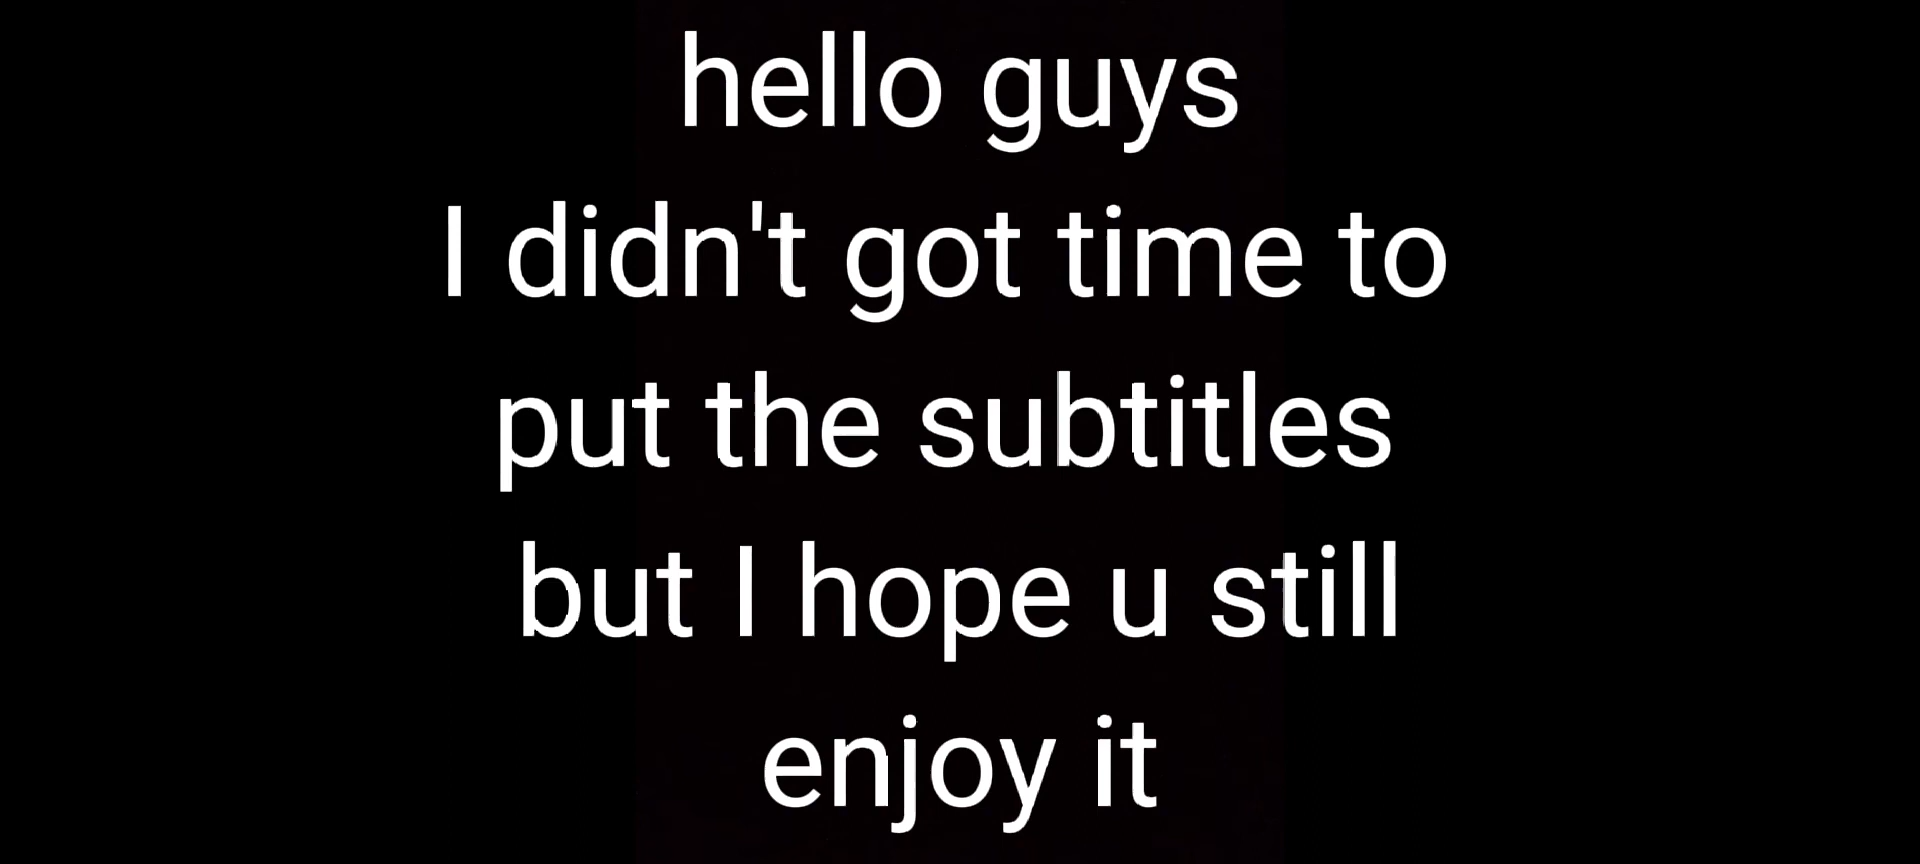 hello guys
I didn't got time to
put the subtitles
but I hope u still
enjoy it